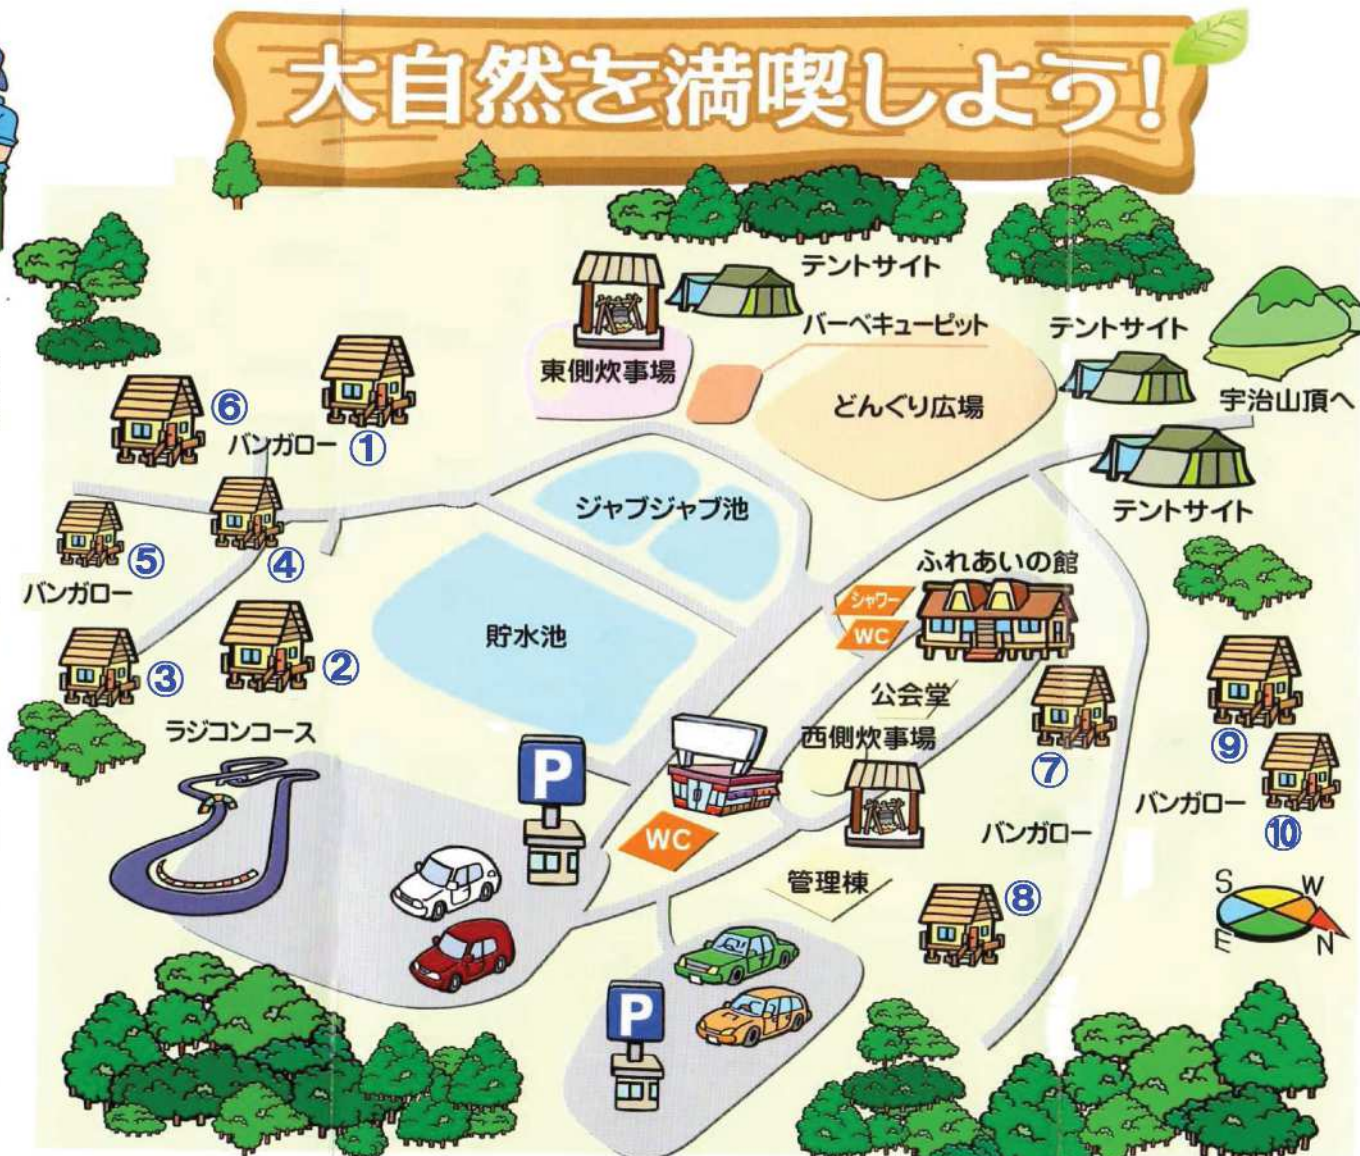 大自然を満喫しよう!
テントサイト
バーベキューピット
テントサイト
東側炊事場
どんぐり広場
宇治山頂へ
⑥
バンガロー
①
ジャブジャブ池
テントサイト
⑤
④
ふれあいの館
バンガロー
シャワー
WC
貯水池
③
②
公会堂
ラジコンコース
西側炊事場
⑦
⑨
P
バンガロー
バンガロー
⑩
WC
管理棟
⑧
S
W
E
N
P